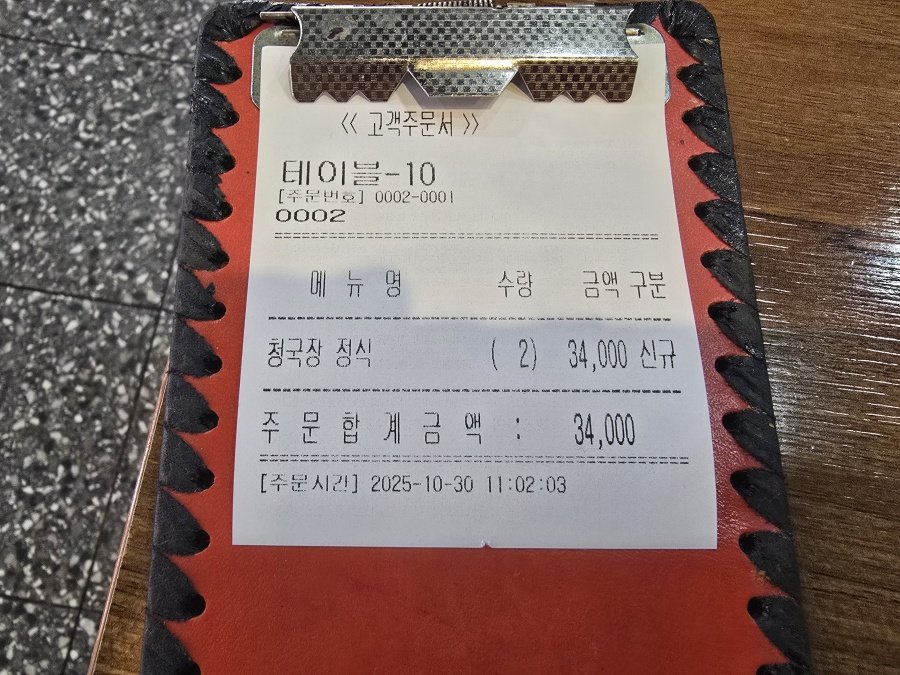 << 고객주문서 >>
테이블-10
[주문번호] 0002-0001
0002
메 뉴 명 수량 금액 구분
청국장 정식 ( 2) 34,000 신규
주 문 합 계 금 액 : 34,000
[주문시간] 2025-10-30 11:02:03